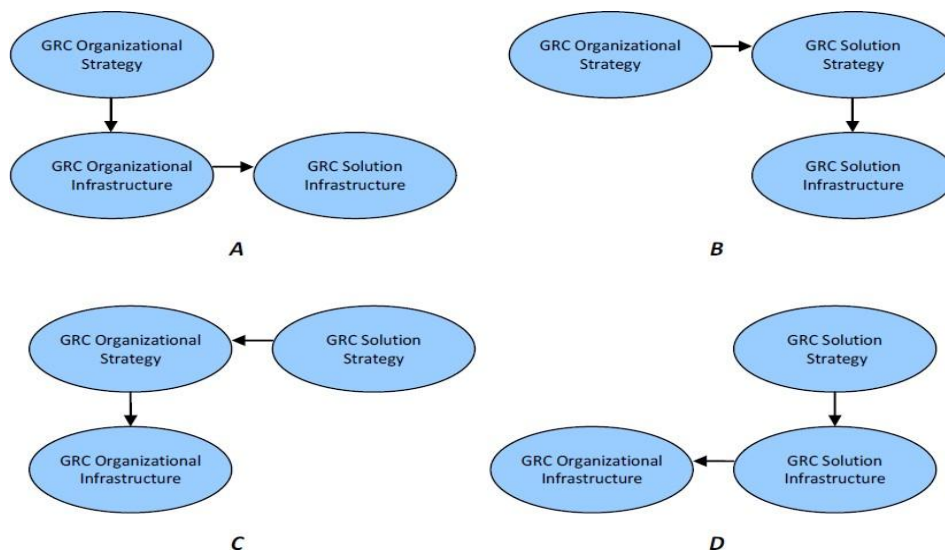 GRC Organizational
Strategy
GRC Organizational
Infrastructure
GRC Solution
Infrastructure
A
GRC Organizational
Strategy
GRC Solution
Strategy
GRC Solution
Infrastructure
B
GRC Organizational
Strategy
GRC Solution
Strategy
GRC Organizational
Infrastructure
C
GRC Solution
Strategy
GRC Organizational
Infrastructure
GRC Solution
Infrastructure
D